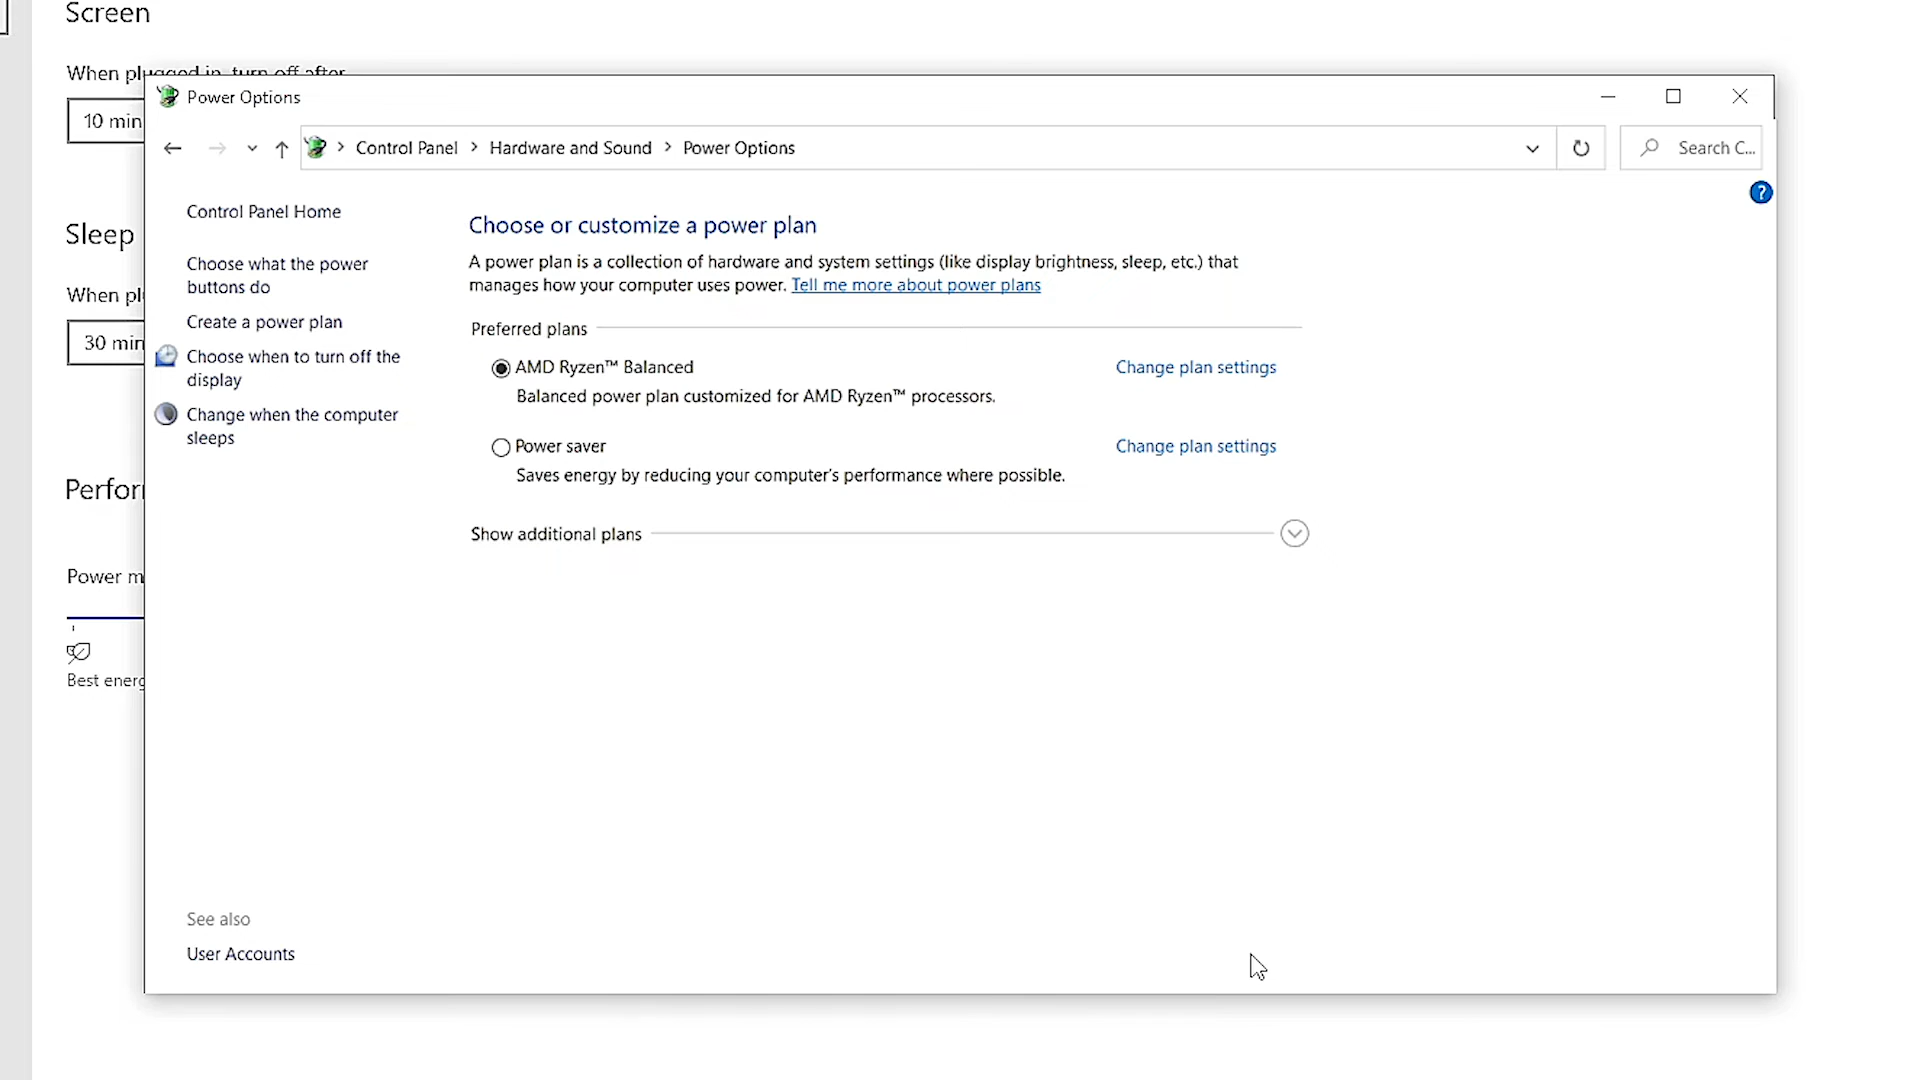 Screen
When plugged in, turn off after
10 min
Sleep
30 min
Power Options
Control Panel
Hardware and Sound
Power Options
Search C...
?
Control Panel Home
Choose what the power
buttons do
Create a power plan
Choose when to turn off the
display
Change when the computer
sleeps
Choose or customize a power plan
A power plan is a collection of hardware and system settings (like display brightness, sleep, etc.) that
manages how your computer uses power. Tell me more about power plans
Preferred plans
AMD Ryzen™ Balanced
Change plan settings
Balanced power plan customized for AMD Ryzen™ processors.
Power saver
Change plan settings
Saves energy by reducing your computer's performance where possible.
Show additional plans
When pl
Perfor
Power m
Best energ
See also
User Accounts